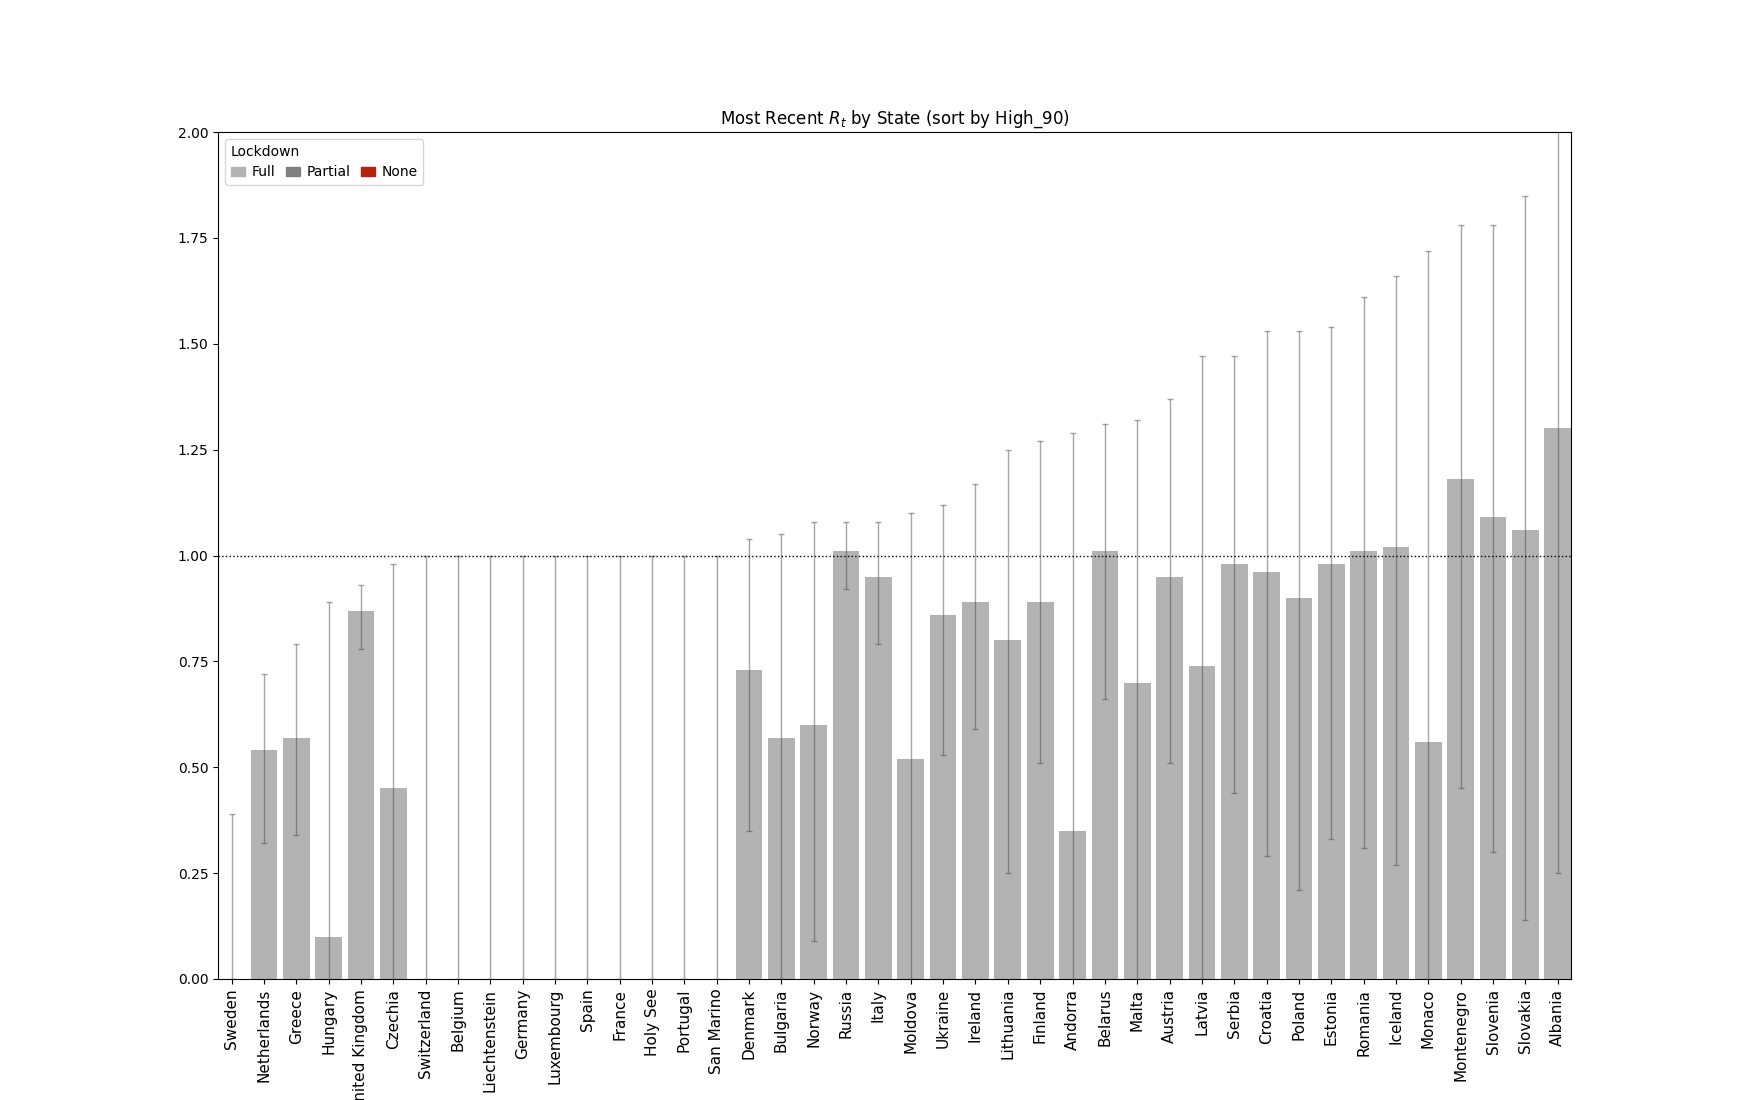 Most Recent R_t by State (sort by High_90)
2.00
Lockdown
Full Partial None
1.75
1.50
1.25
1.00
0.75
0.50
0.25
0.00
Sweden
Netherlands
Greece
Hungary
nited Kingdom
Czechia
Switzerland
Belgium
Liechtenstein
Germany
Luxembourg
Spain
France
Holy See
Portugal
San Marino
Denmark
Bulgaria
Norway
Russia
Italy
Moldova
Ukraine
Ireland
Lithuania
Finland
Andorra
Belarus
Malta
Austria
Latvia
Serbia
Croatia
Poland
Estonia
Romania
Iceland
Monaco
Montenegro
Slovenia
Slovakia
Albania